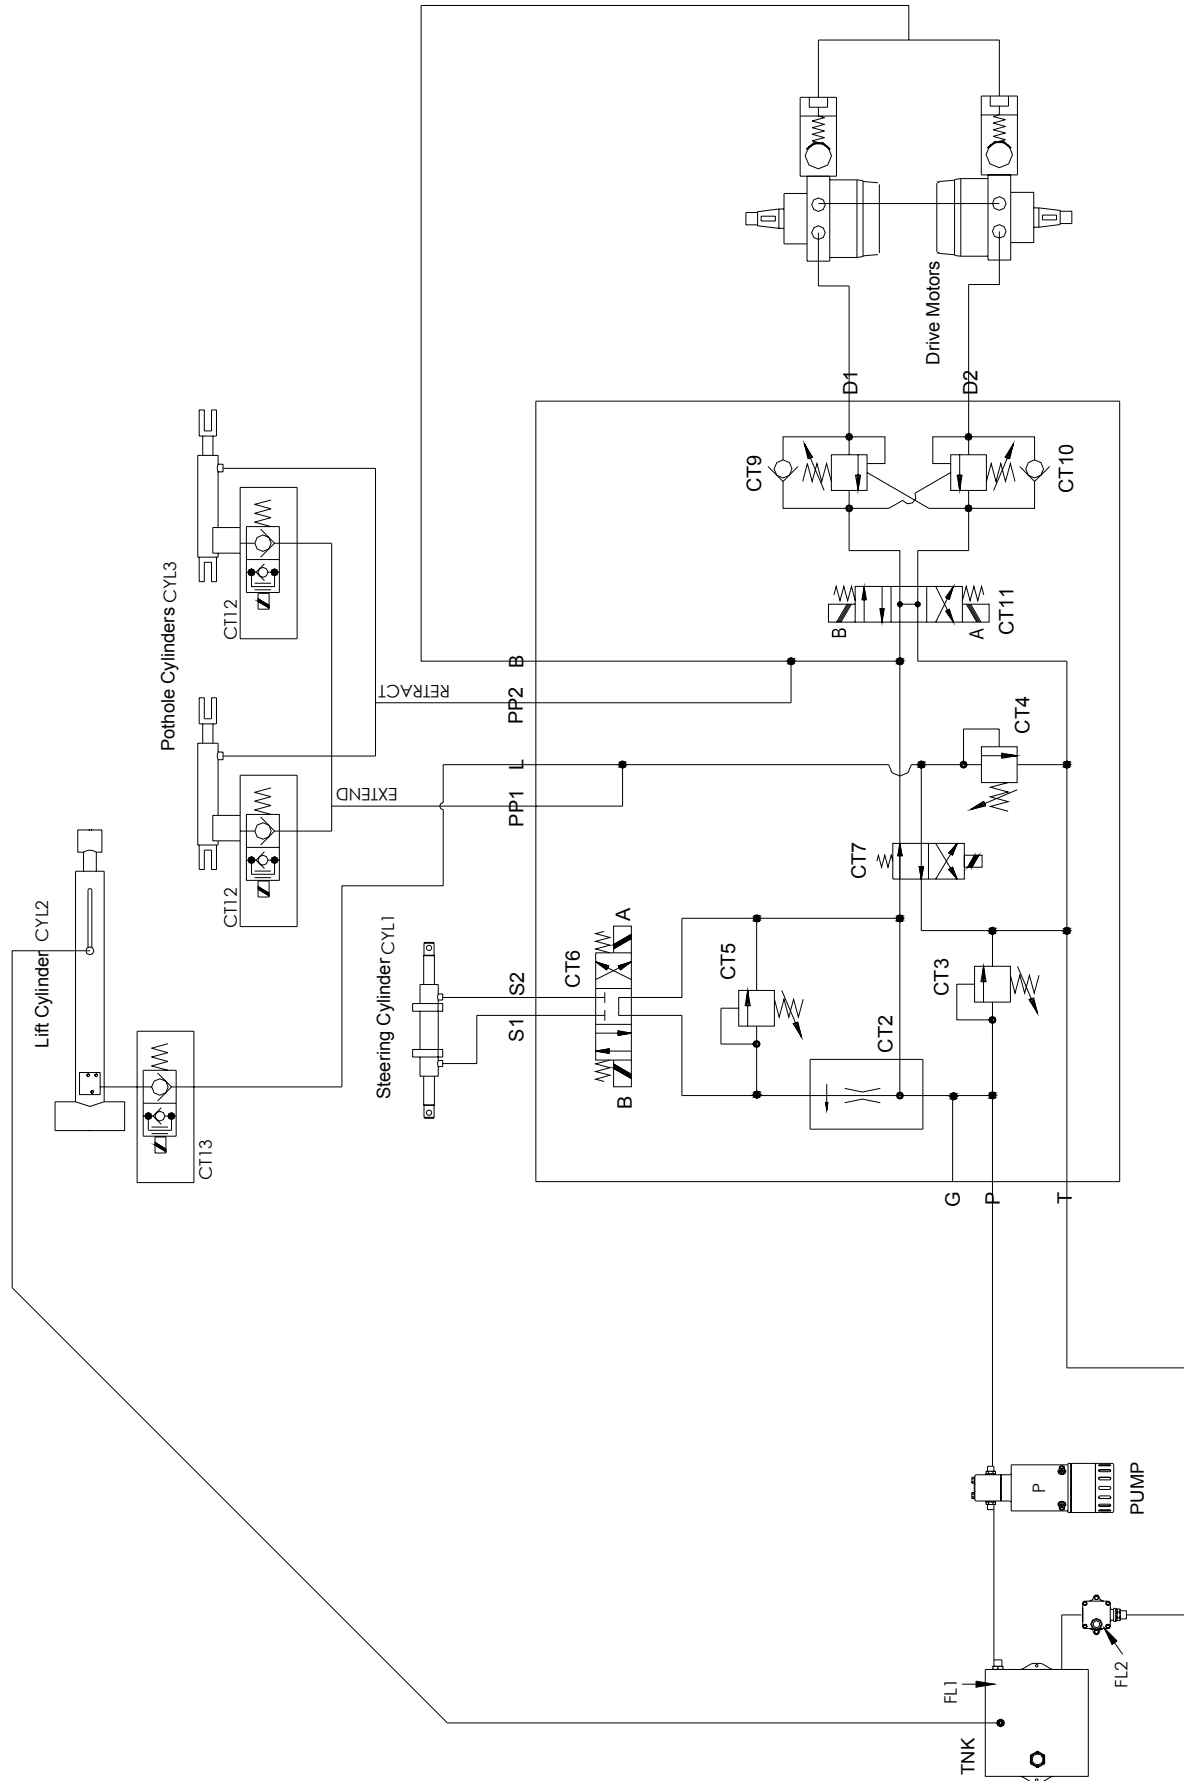 Drive Motors
D1
D2
CT9
CT10
B
A
CT11
Pothole Cylinders CYL3
CT12
CT12
RETRACT
EXTEND
B
PP2
L
PP1
CT4
CT7
Lift Cylinder CYL2
CT13
Steering Cylinder CYL1
S2
S1
CT6
A
B
CT5
CT3
CT2
G
P
T
P
PUMP
FL1
FL2
TNK